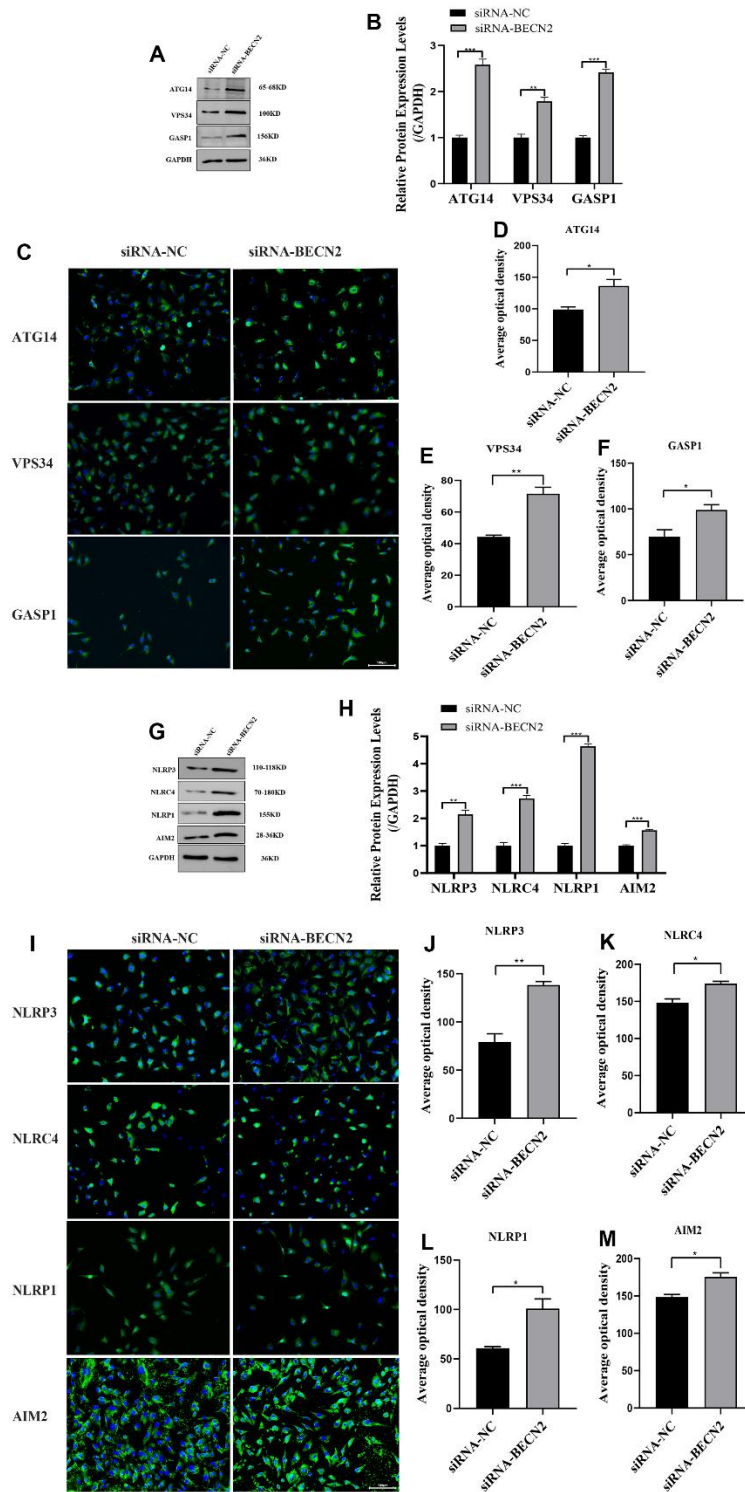 A
siRNA-NC
siRNA-BECN2
ATG14
65-68KD
VPS34
100KD
GASP1
156KD
GAPDH
36KD
B
siRNA-NC
siRNA-BECN2
Relative Protein Expression Levels
(/GAPDH)
3
2
1
0
***
**
***
ATG14 VPS34 GASP1
C
siRNA-NC siRNA-BECN2
ATG14
VPS34
GASP1
D
ATG14
Average optical density
200
150
100
50
0
*
siRNA-NC
siRNA-BECN2
E
VPS34
Average optical density
80
60
40
20
0
**
siRNA-NC
siRNA-BECN2
F
GASP1
Average optical density
150
100
50
0
*
siRNA-NC
siRNA-BECN2
G
siRNA-NC
siRNA-BECN2
NLRP3
110-118KD
NLRC4
70-180KD
NLRP1
155KD
AIM2
28-36KD
GAPDH
36KD
H
siRNA-NC
siRNA-BECN2
Relative Protein Expression Levels
(/GAPDH)
5
4
3
2
1
0
**
***
***
***
NLRP3 NLRC4 NLRP1 AIM2
I
siRNA-NC siRNA-BECN2
NLRP3
NLRC4
NLRP1
AIM2
J
NLRP3
Average optical density
150
100
50
0
**
siRNA-NC
siRNA-BECN2
K
NLRC4
Average optical density
200
150
100
50
0
*
siRNA-NC
siRNA-BECN2
L
NLRP1
Average optical density
150
100
50
0
*
siRNA-NC
siRNA-BECN2
M
AIM2
Average optical density
200
150
100
50
0
*
siRNA-NC
siRNA-BECN2